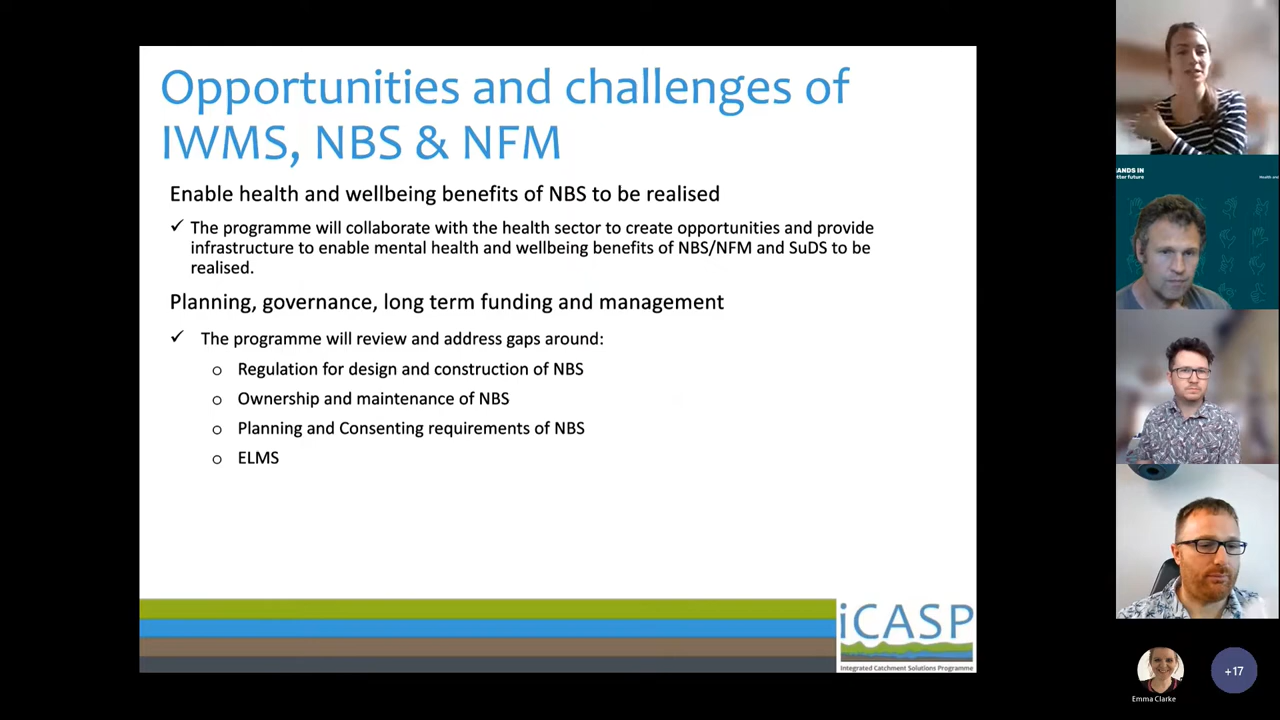 Opportunities and challenges of
IWMS, NBS & NFM
Enable health and wellbeing benefits of NBS to be realised
✓ The programme will collaborate with the health sector to create opportunities and provide
infrastructure to enable mental health and wellbeing benefits of NBS/NFM and SuDS to be
realised.
Planning, governance, long term funding and management
✓ The programme will review and address gaps around:
o Regulation for design and construction of NBS
o Ownership and maintenance of NBS
o Planning and Consenting requirements of NBS
o ELMS
iCASP
Integrated Catchment Solutions Programme
Emma Clarke
+17